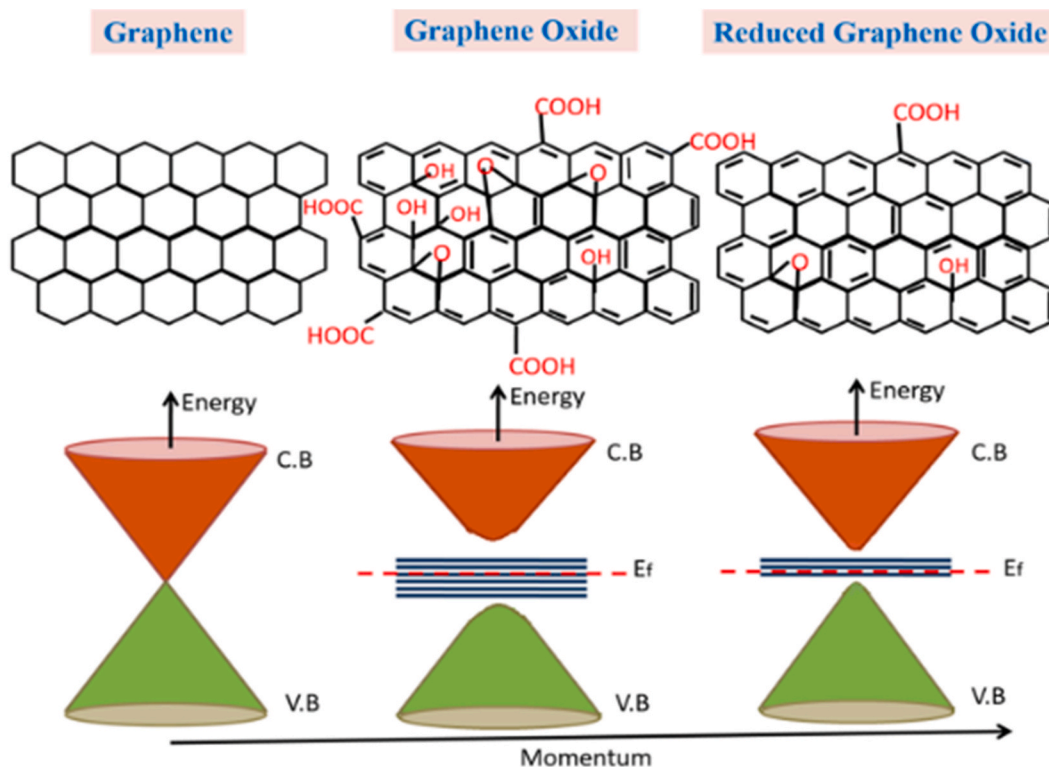 Graphene
Graphene Oxide
Reduced Graphene Oxide
COOH
COOH
OH
O
O
HOOC
OH
OH
O
OH
HOOC
COOH
COOH
O
OH
Energy
C.B
V.B
Energy
C.B
Ef
V.B
Energy
C.B
Ef
V.B
Momentum